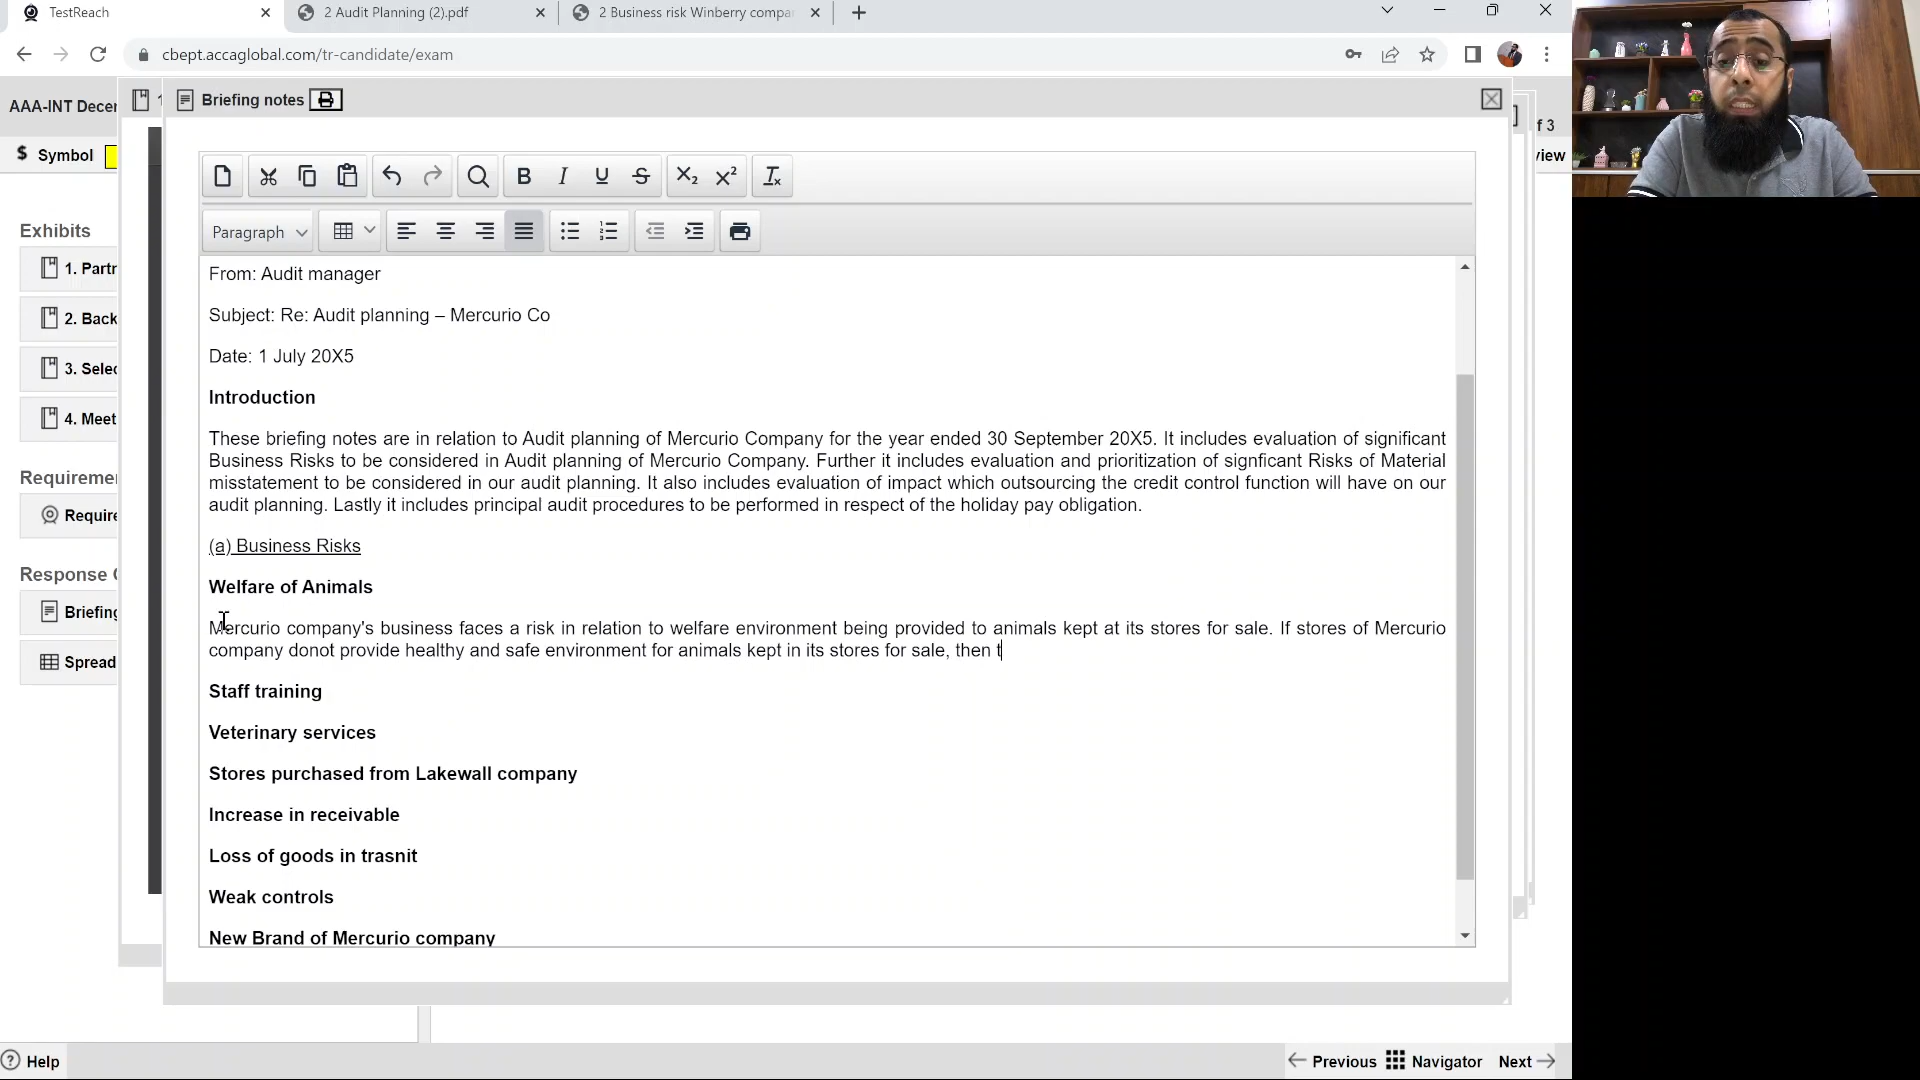 TestReach
2 Audit Planning (2).pdf
2 Business risk Winberry compa
cbept.accaglobal.com/tr-candidate/exam
AAA-INT Decer
Briefing notes
f 3
$ Symbol
view
Paragraph
Exhibits
1. Partr
2. Back
3. Selec
4. Meet
Requiremer
Require
Response
Briefing
Spread
From: Audit manager
Subject: Re: Audit planning – Mercurio Co
Date: 1 July 20X5
Introduction
These briefing notes are in relation to Audit planning of Mercurio Company for the year ended 30 September 20X5. It includes evaluation of significant
Business Risks to be considered in Audit planning of Mercurio Company. Further it includes evaluation and prioritization of signficant Risks of Material
misstatement to be considered in our audit planning. It also includes evaluation of impact which outsourcing the credit control function will have on our
audit planning. Lastly it includes principal audit procedures to be performed in respect of the holiday pay obligation.
(a) Business Risks
Welfare of Animals
Mercurio company's business faces a risk in relation to welfare environment being provided to animals kept at its stores for sale. If stores of Mercurio
company donot provide healthy and safe environment for animals kept in its stores for sale, then t
Staff training
Veterinary services
Stores purchased from Lakewall company
Increase in receivable
Loss of goods in trasnit
Weak controls
New Brand of Mercurio company
Help
Previous
Navigator
Next